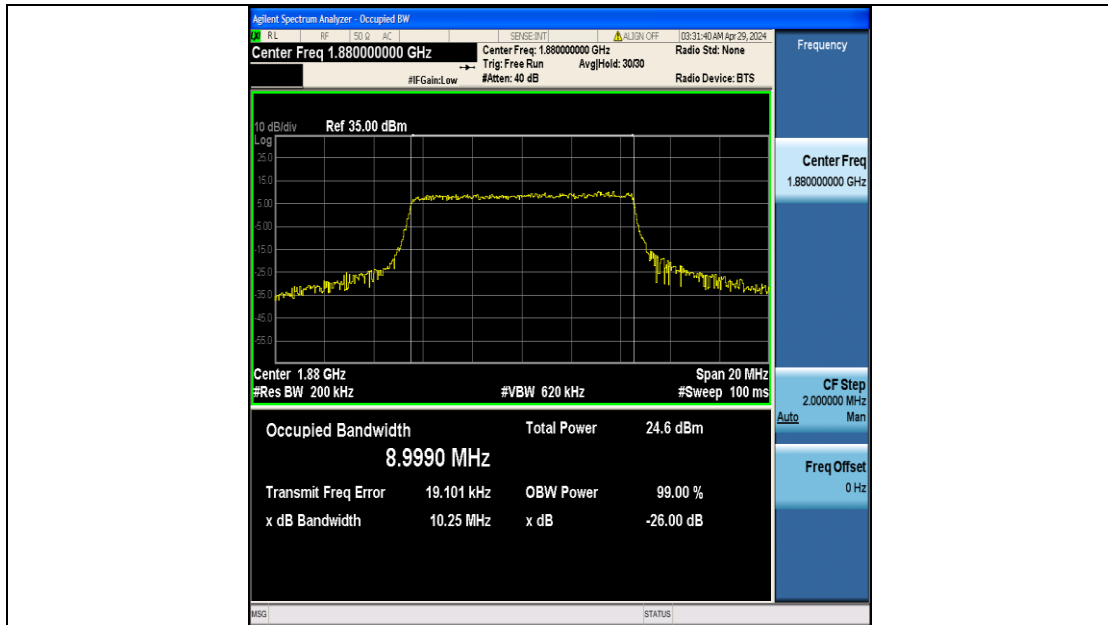 Agilent Spectrum Analyzer - Occupied BW
RL RF 50 Ω AC SENSE:INT ALIGN OFF 03:31:40 AM Apr 29, 2024
Center Freq 1.880000000 GHz
Center Freq: 1.880000000 GHz
Radio Std: None
Trig: Free Run Avg|Hold: 30/30
#IFGain:Low #Atten: 40 dB Radio Device: BTS
Frequency
10 dB/div Ref 35.00 dBm
Log
25.0
15.0
5.00
-5.00
-15.0
-25.0
-35.0
-45.0
-55.0
Center 1.88 GHz Span 20 MHz
#Res BW 200 kHz #VBW 620 kHz #Sweep 100 ms
Occupied Bandwidth Total Power 24.6 dBm
8.9990 MHz
Transmit Freq Error 19.101 kHz OBW Power 99.00 %
x dB Bandwidth 10.25 MHz x dB -26.00 dB
Center Freq
1.880000000 GHz
CF Step
2.000000 MHz
Auto Man
Freq Offset
0 Hz
MSG STATUS